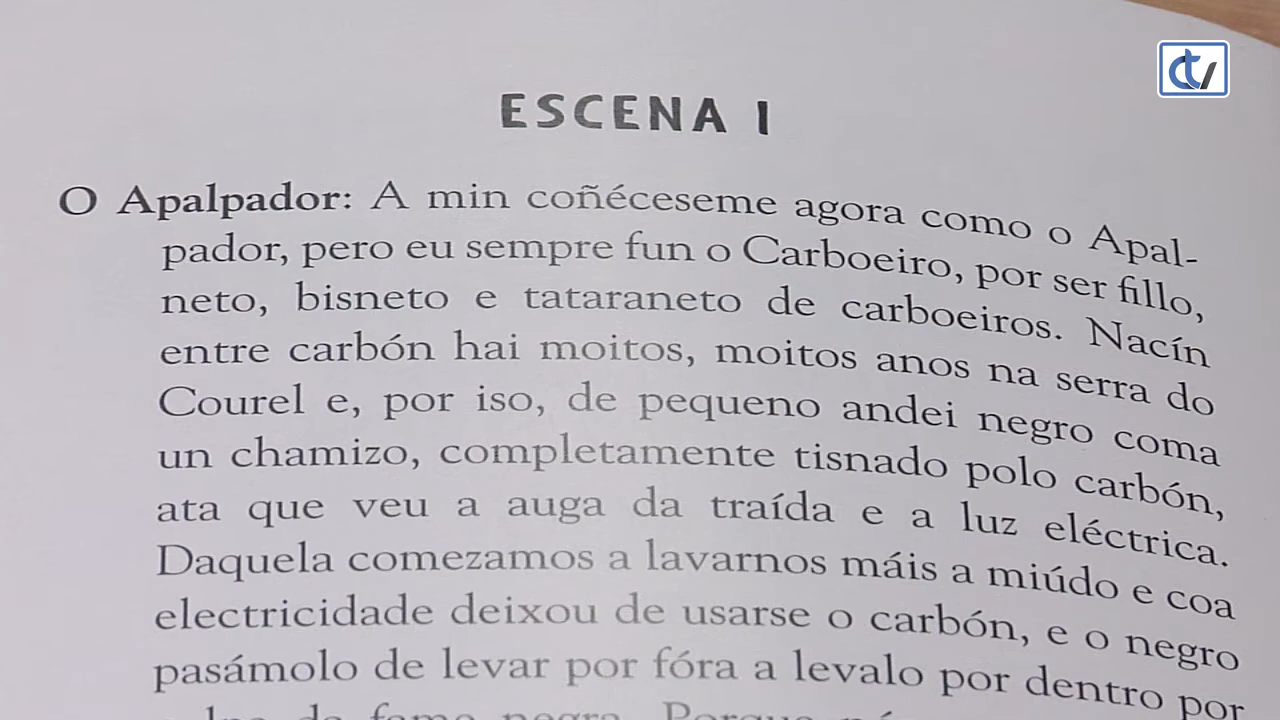 ESCENA I
O Apalpador: A min coñéceseme agora como o Apal-
pador, pero eu sempre fun o Carboeiro, por ser fillo,
neto, bisneto e tataraneto de carboeiros. Nacín
entre carbón hai moitos, moitos anos na serra do
Courel e, por iso, de pequeno andei negro coma
un chamizo, completamente tisnado polo carbón,
ata que veu a auga da traída e a luz eléctrica.
Daquela comezamos a lavarnos máis a miúdo e coa
electricidade deixou de usarse o carbón, e o negro
pasámolo de levar por fóra a levalo por dentro por